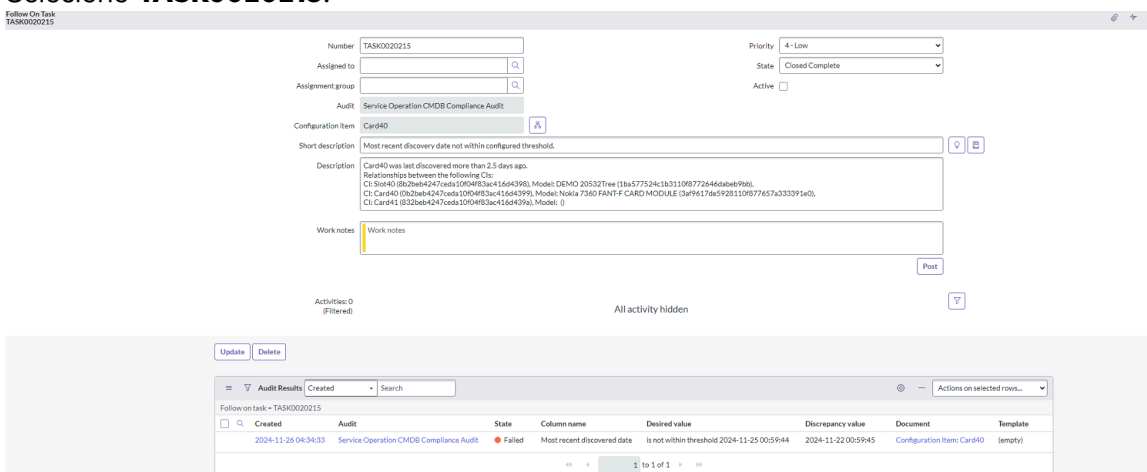 Follow On Task
TASK0020215
Number TASK0020215
Priority 4 - Low
Assigned to
State Closed Complete
Assignment group
Active
Audit Service Operation CMDB Compliance Audit
Configuration item Card40
Short description Most recent discovery date not within configured threshold.
Description Card40 was last discovered more than 2.5 days ago.
Relationships between the following CIs:
CI: Slot40 (8b2beb4247ceda10f04f83ac416d4398), Model: DEMO 20532Tree (1ba577524c1b3110f8772646dabeb9bb),
CI: Card40 (0b2beb4247ceda10f04f83ac416d4399), Model: Nokia 7360 FANT-F CARD MODULE (3af9617de5928110f877657a333391e0),
CI: Card41 (832beb4247ceda10f04f83ac416d439a), Model: ()
Work notes Work notes
Post
Activities: 0
(Filtered)
All activity hidden
Update Delete
Audit Results Created Search Actions on selected rows...
Follow on task = TASK0020215
Created Audit State Column name Desired value Discrepancy value Document Template
2024-11-26 04:34:33 Service Operation CMDB Compliance Audit Failed Most recent discovered date is not within threshold 2024-11-25 00:59:44 2024-11-22 00:59:45 Configuration Item: Card40 (empty)
1 to 1 of 1